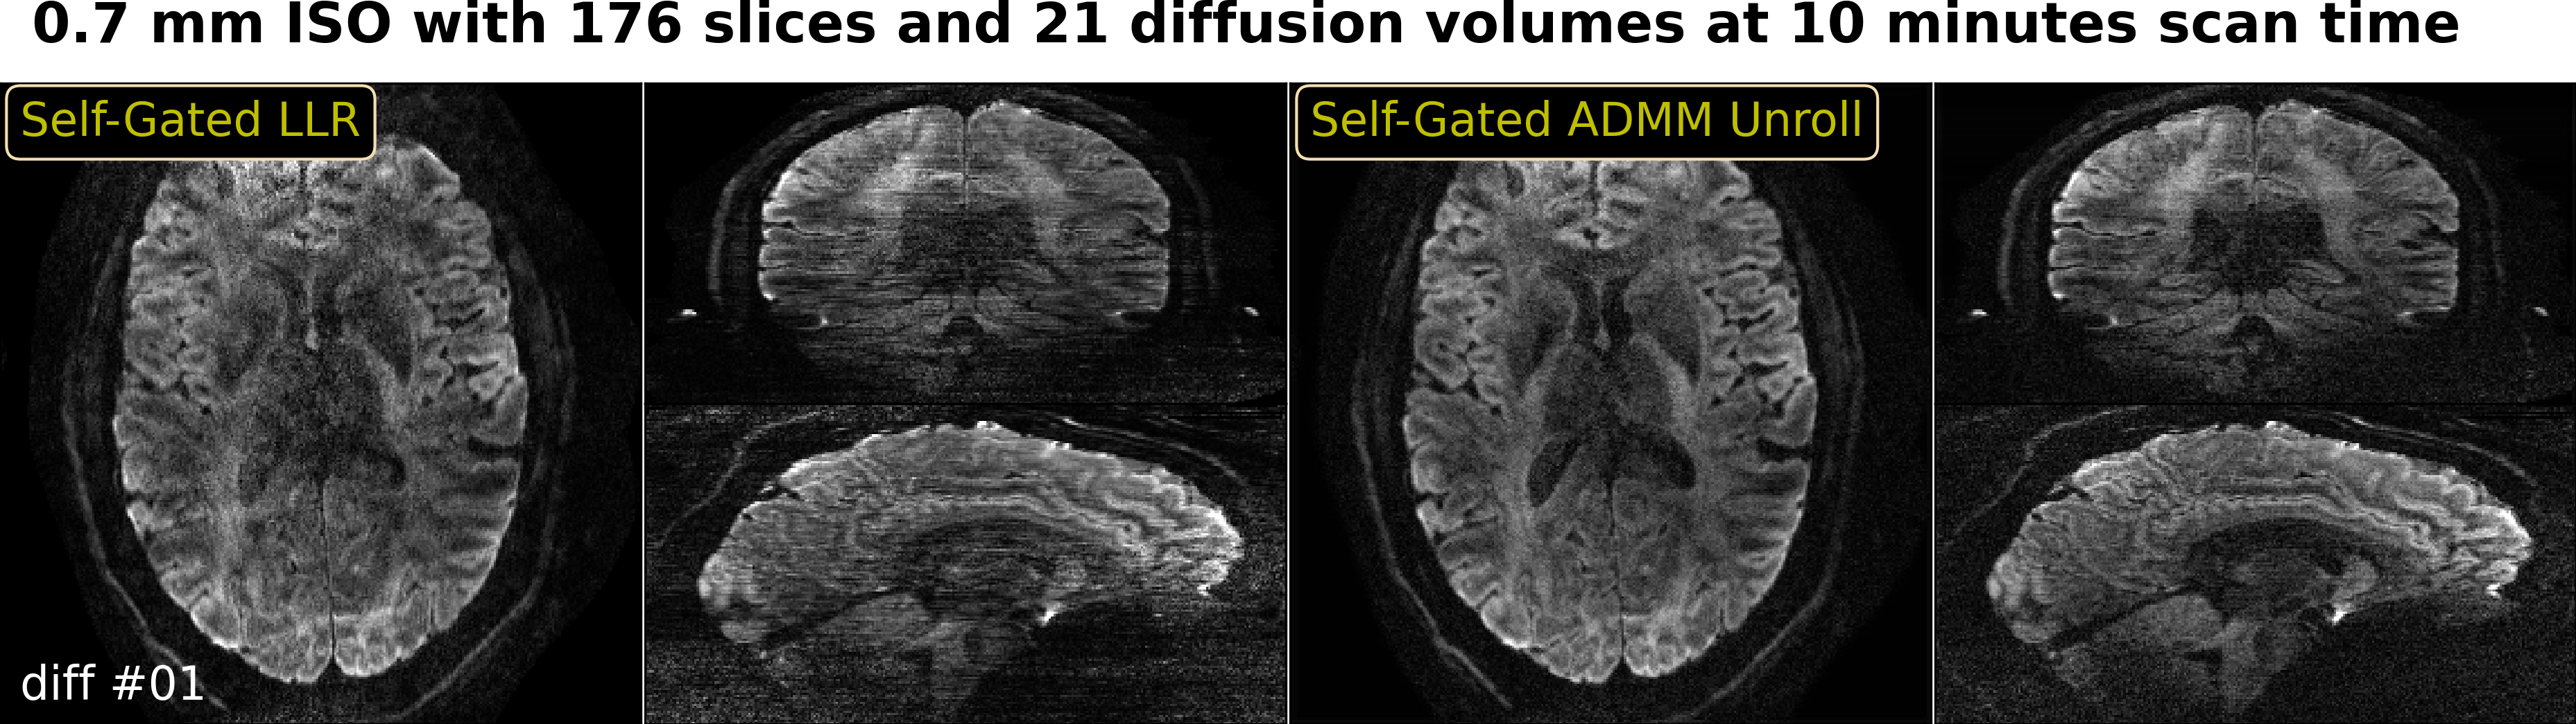 0.7 mm ISO with 176 slices and 21 diffusion volumes at 10 minutes scan time
Self-Gated LLR
Self-Gated ADMM Unroll
diff #01